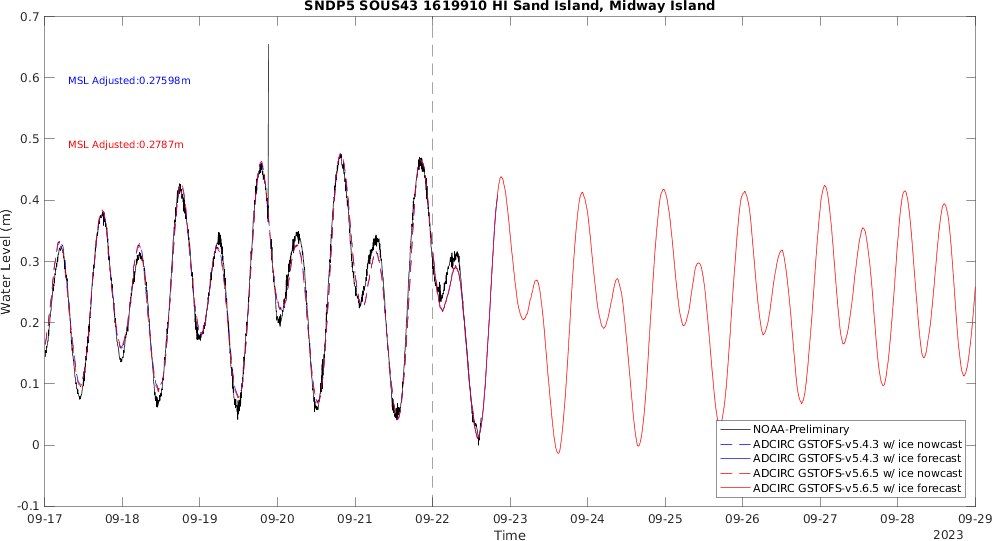 SNDP5 SOUS43 1619910 HI Sand Island, Midway Island
0.7
0.6
0.5
0.4
0.3
0.2
0.1
0
-0.1
Water Level (m)
MSL Adjusted:0.27598m
MSL Adjusted:0.2787m
NOAA-Preliminary
ADCIRC GSTOFS-v5.4.3 w/ ice nowcast
ADCIRC GSTOFS-v5.4.3 w/ ice forecast
ADCIRC GSTOFS-v5.6.5 w/ ice nowcast
ADCIRC GSTOFS-v5.6.5 w/ ice forecast
09-17 09-18 09-19 09-20 09-21 09-22 09-23 09-24 09-25 09-26 09-27 09-28 09-29
Time
2023